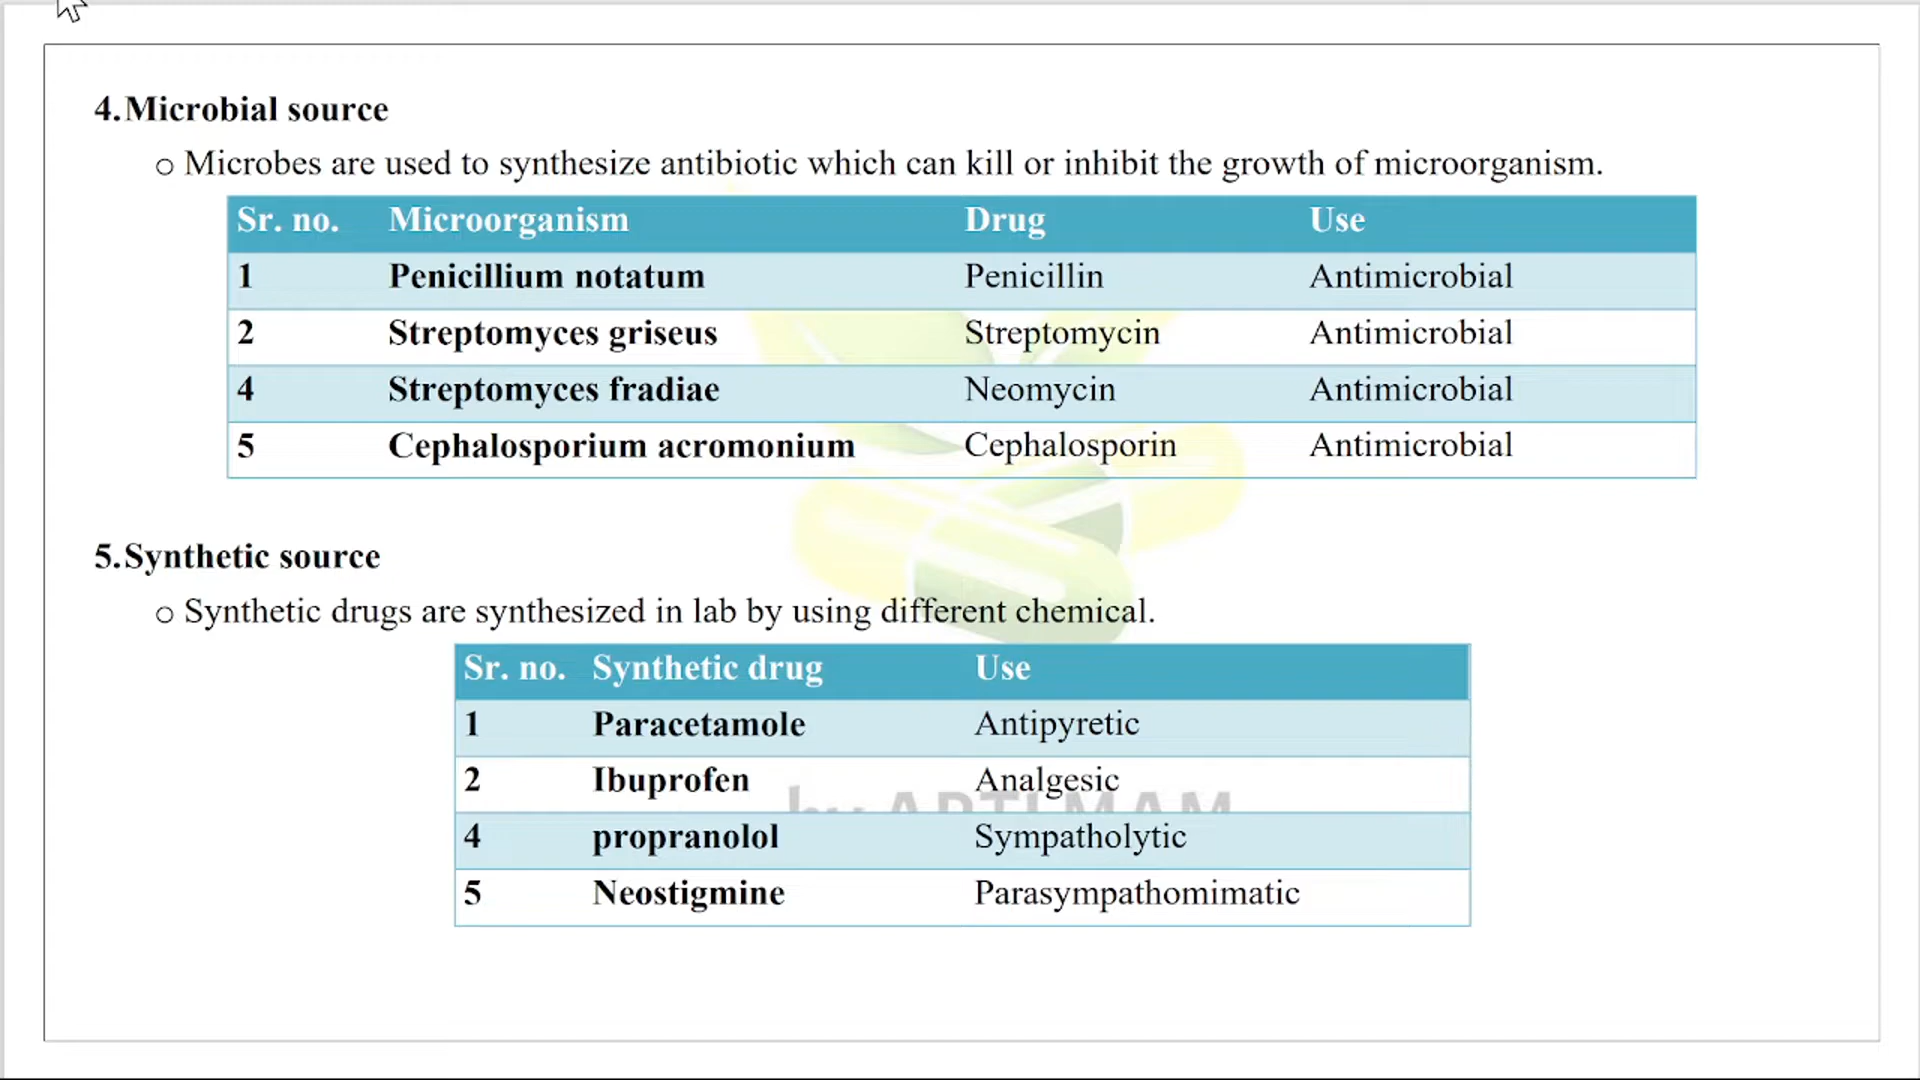 4.Microbial source
o Microbes are used to synthesize antibiotic which can kill or inhibit the growth of microorganism.
Sr. no. Microorganism Drug Use
1 Penicillium notatum Penicillin Antimicrobial
2 Streptomyces griseus Streptomycin Antimicrobial
4 Streptomyces fradiae Neomycin Antimicrobial
5 Cephalosporium acromonium Cephalosporin Antimicrobial
5.Synthetic source
o Synthetic drugs are synthesized in lab by using different chemical.
Sr. no. Synthetic drug Use
1 Paracetamole Antipyretic
2 Ibuprofen Analgesic
4 propranolol Sympatholytic
5 Neostigmine Parasympathomimatic